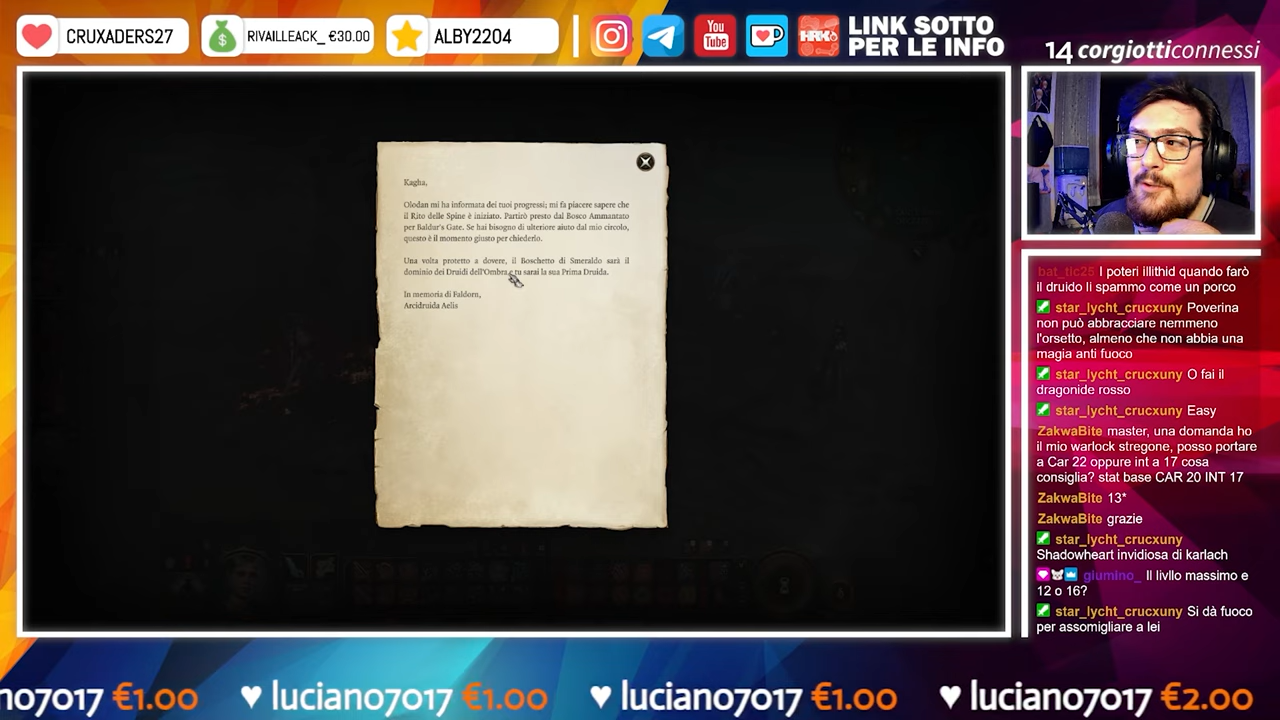 CRUXADERS27
RIVAILLEACK_ €30.00
ALBY2204
You
Tube
HRK
LINK SOTTO
PER LE INFO
14 corgiotticonnessi
Kagha,
Olodan mi ha informata dei tuoi progressi; mi fa piacere sapere che
il Rito delle Spine è iniziato. Partirò presto dal Bosco Ammantato
per Baldur's Gate. Se hai bisogno di ulteriore aiuto dal mio circolo,
questo è il momento giusto per chiederlo.
Una volta protetto a dovere, il Boschetto di Smeraldo sarà il
dominio dei Druidi dell'Ombra e tu sarai la sua Prima Druida.
In memoria di Faldorn,
Arcidruida Aelis
bat_tic25 I poteri illithid quando farò
il druido li spammo come un porco
star_lycht_crucxuny Poverina
non può abbracciare nemmeno
l'orsetto, almeno che non abbia una
magia anti fuoco
star_lycht_crucxuny O fai il
dragonide rosso
star_lycht_crucxuny Easy
ZakwaBite master, una domanda ho
il mio warlock stregone, posso portare
a Car 22 oppure int a 17 cosa
consiglia? stat base CAR 20 INT 17
ZakwaBite 13*
ZakwaBite grazie
star_lycht_crucxuny
Shadowheart invidiosa di karlach
giumino_ Il livllo massimo e
12 o 16?
star_lycht_crucxuny Si dà fuoco
per assomigliare a lei
no7017 €1.00 ♥ luciano7017 €1.00 ♥ luciano7017 €1.00 ♥ luciano7017 €2.00